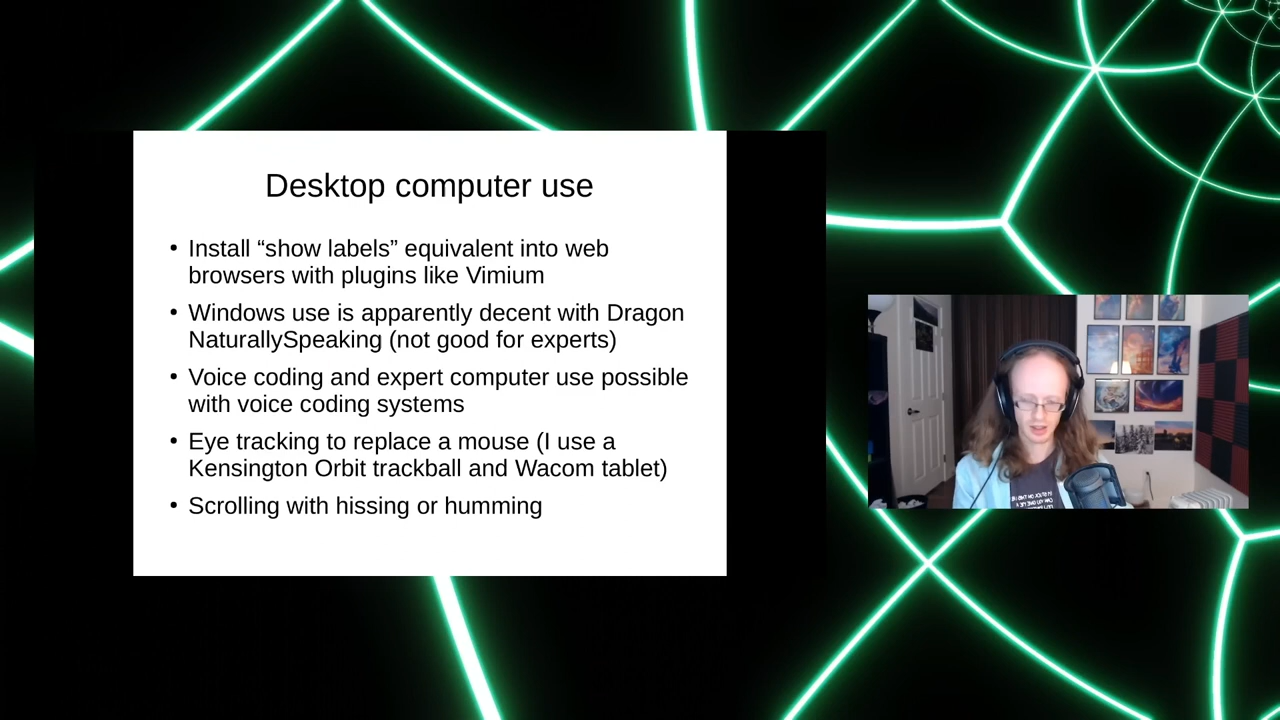 Desktop computer use
• Install “show labels” equivalent into web
browsers with plugins like Vimium
• Windows use is apparently decent with Dragon
NaturallySpeaking (not good for experts)
• Voice coding and expert computer use possible
with voice coding systems
• Eye tracking to replace a mouse (I use a
Kensington Orbit trackball and Wacom tablet)
• Scrolling with hissing or humming